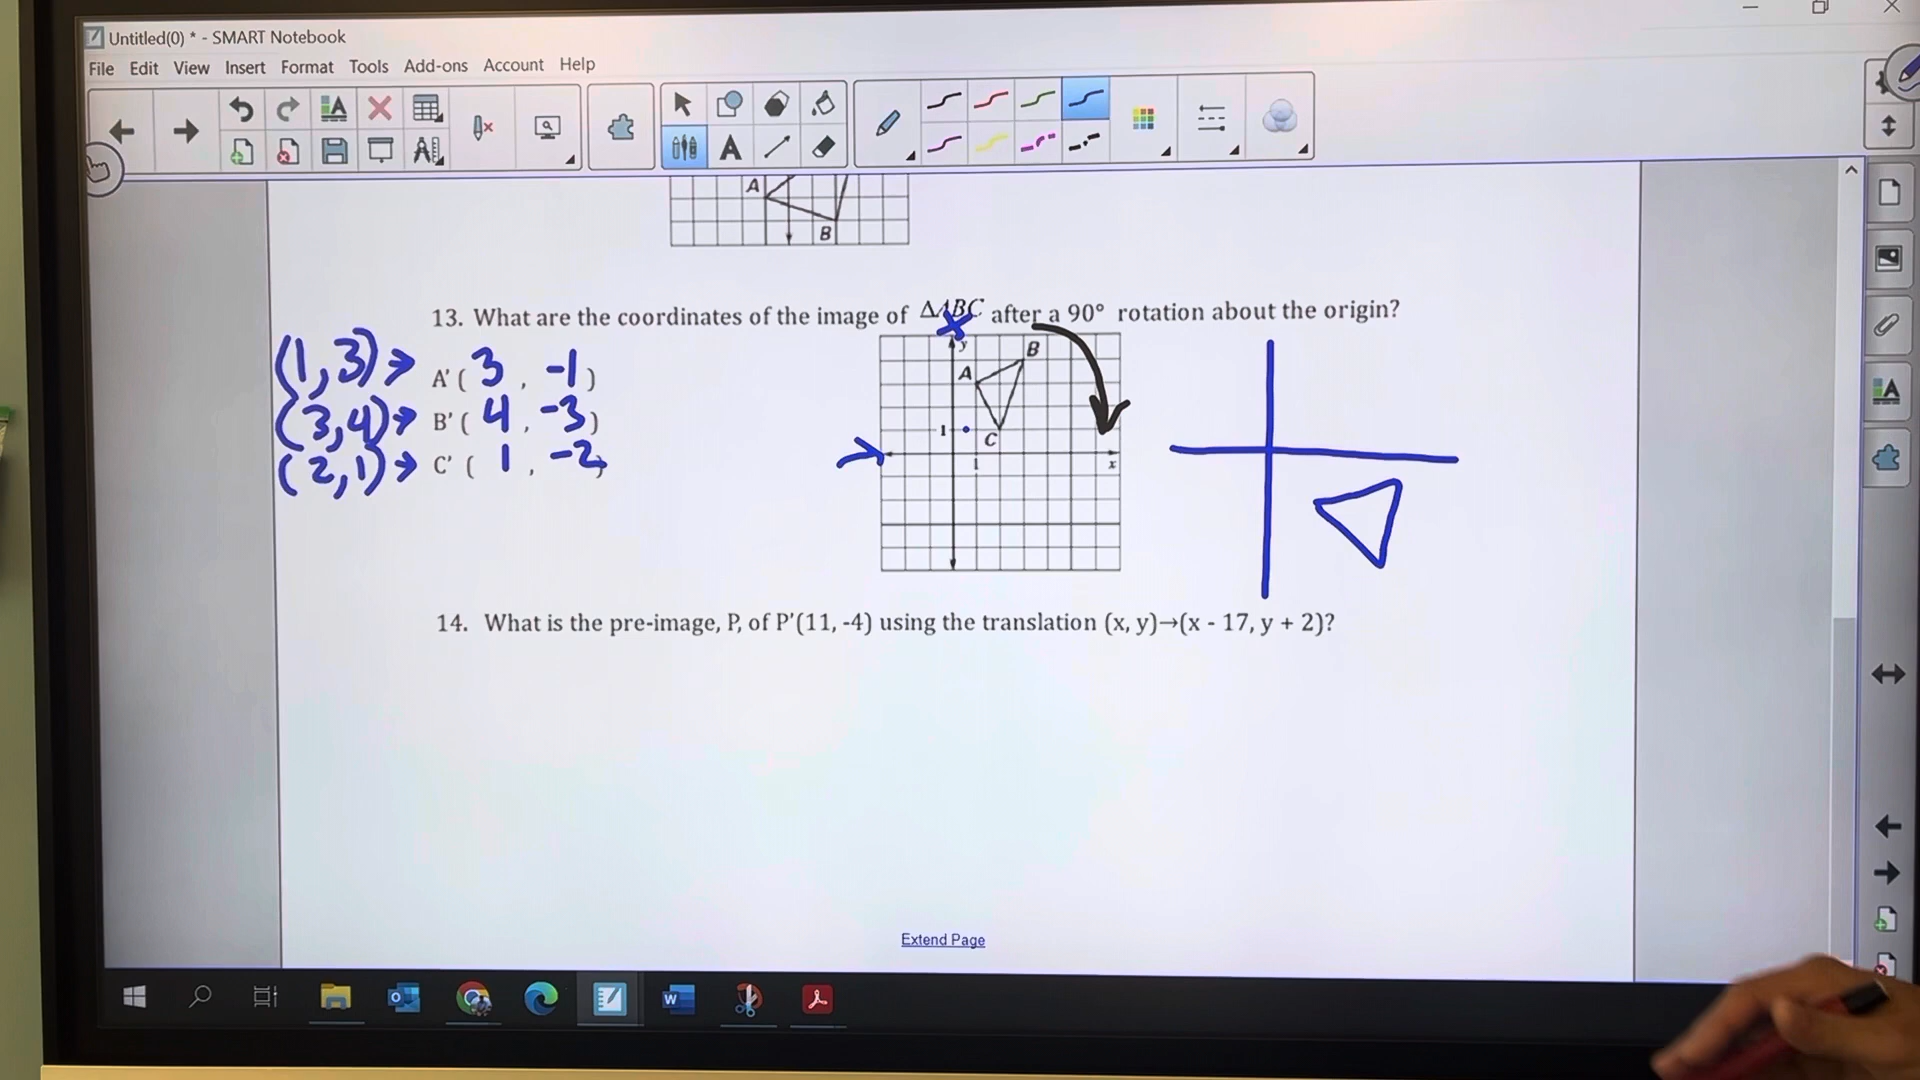 Untitled(0) * - SMART Notebook
File Edit View Insert Format Tools Add-ons Account Help
A
B
13. What are the coordinates of the image of ΔABC after a 90° rotation about the origin?
(1,3)→ A' ( 3 , -1 )
(3,4)→ B' ( 4 , -3 )
(2,1)→ C' ( 1 , -2 )
y
B
A
1
C
1
x
14. What is the pre-image, P, of P'(11, -4) using the translation (x, y)→(x - 17, y + 2)?
Extend Page